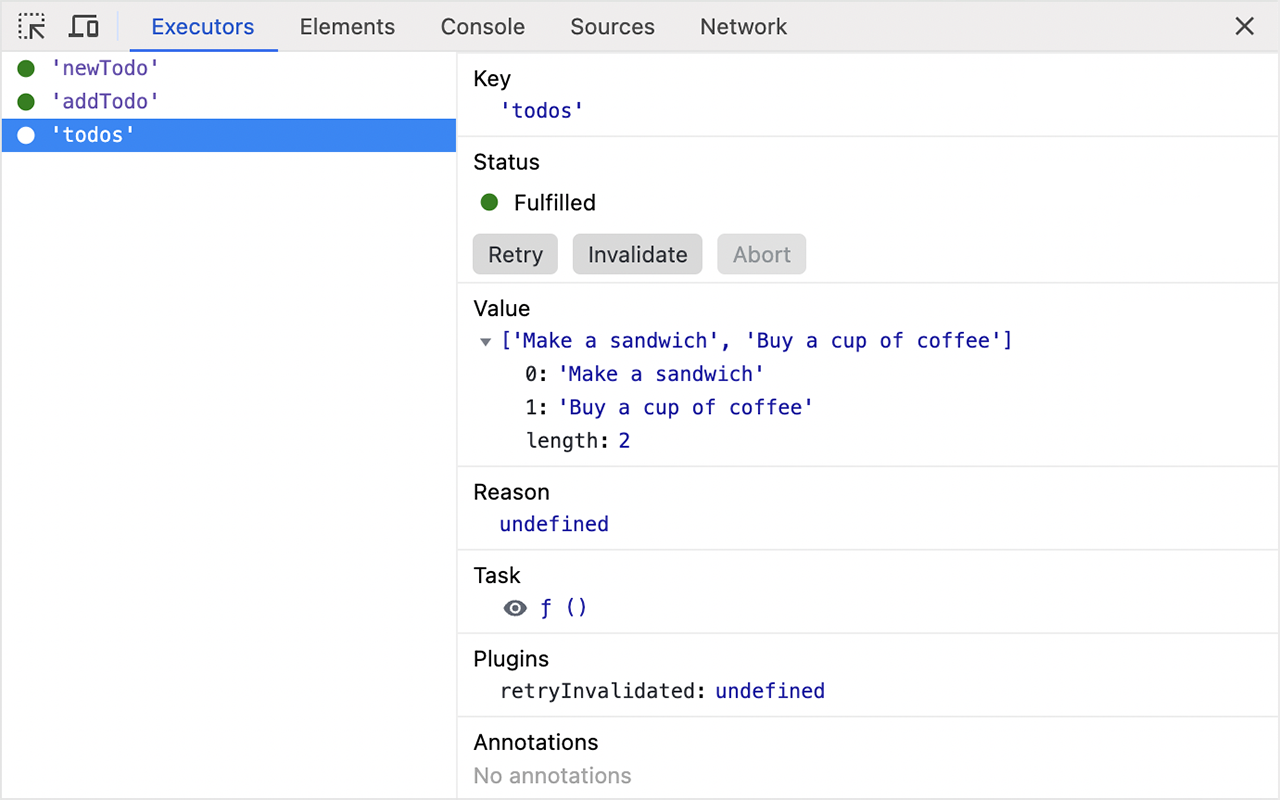 Executors Elements Console Sources Network
'newTodo'
'addTodo'
'todos'
Key
'todos'
Status
Fulfilled
Retry Invalidate Abort
Value
['Make a sandwich', 'Buy a cup of coffee']
0: 'Make a sandwich'
1: 'Buy a cup of coffee'
length: 2
Reason
undefined
Task
ƒ ()
Plugins
retryInvalidated: undefined
Annotations
No annotations